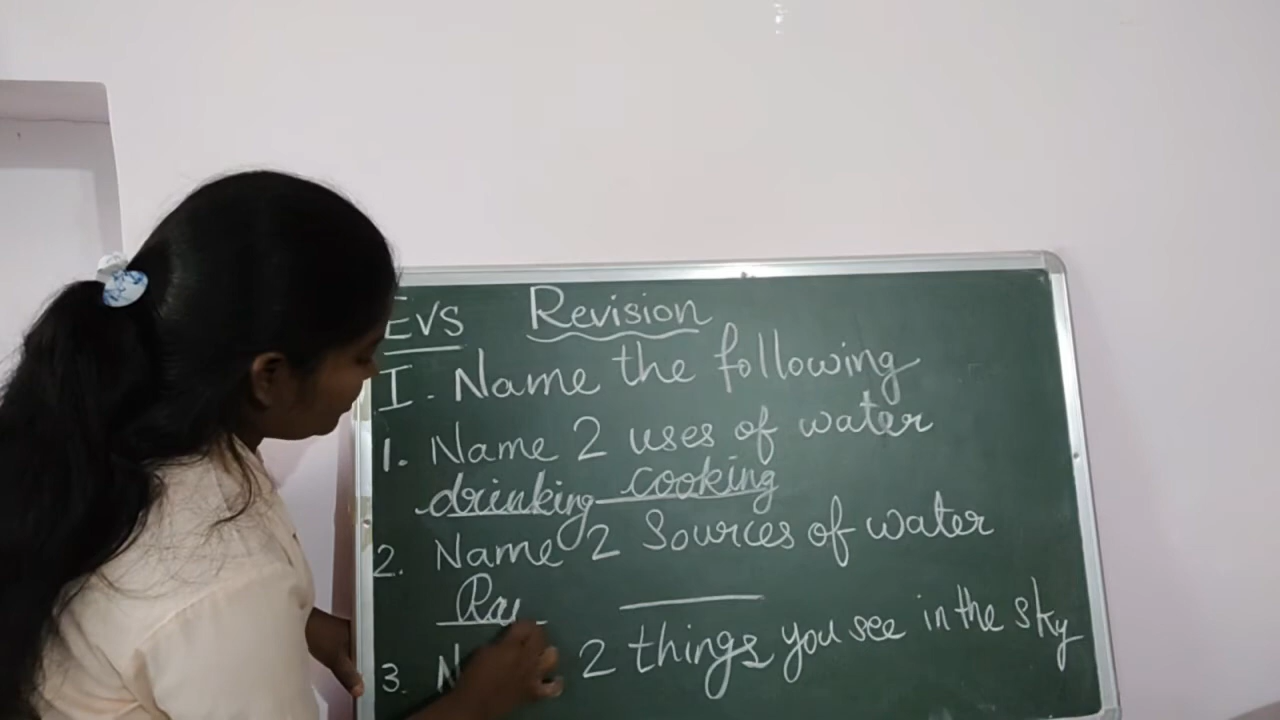 EVS Revision
I. Name the following
1. Name 2 uses of water
drinking cooking
2. Name 2 Sources of water
3. 2 things you see in the sky